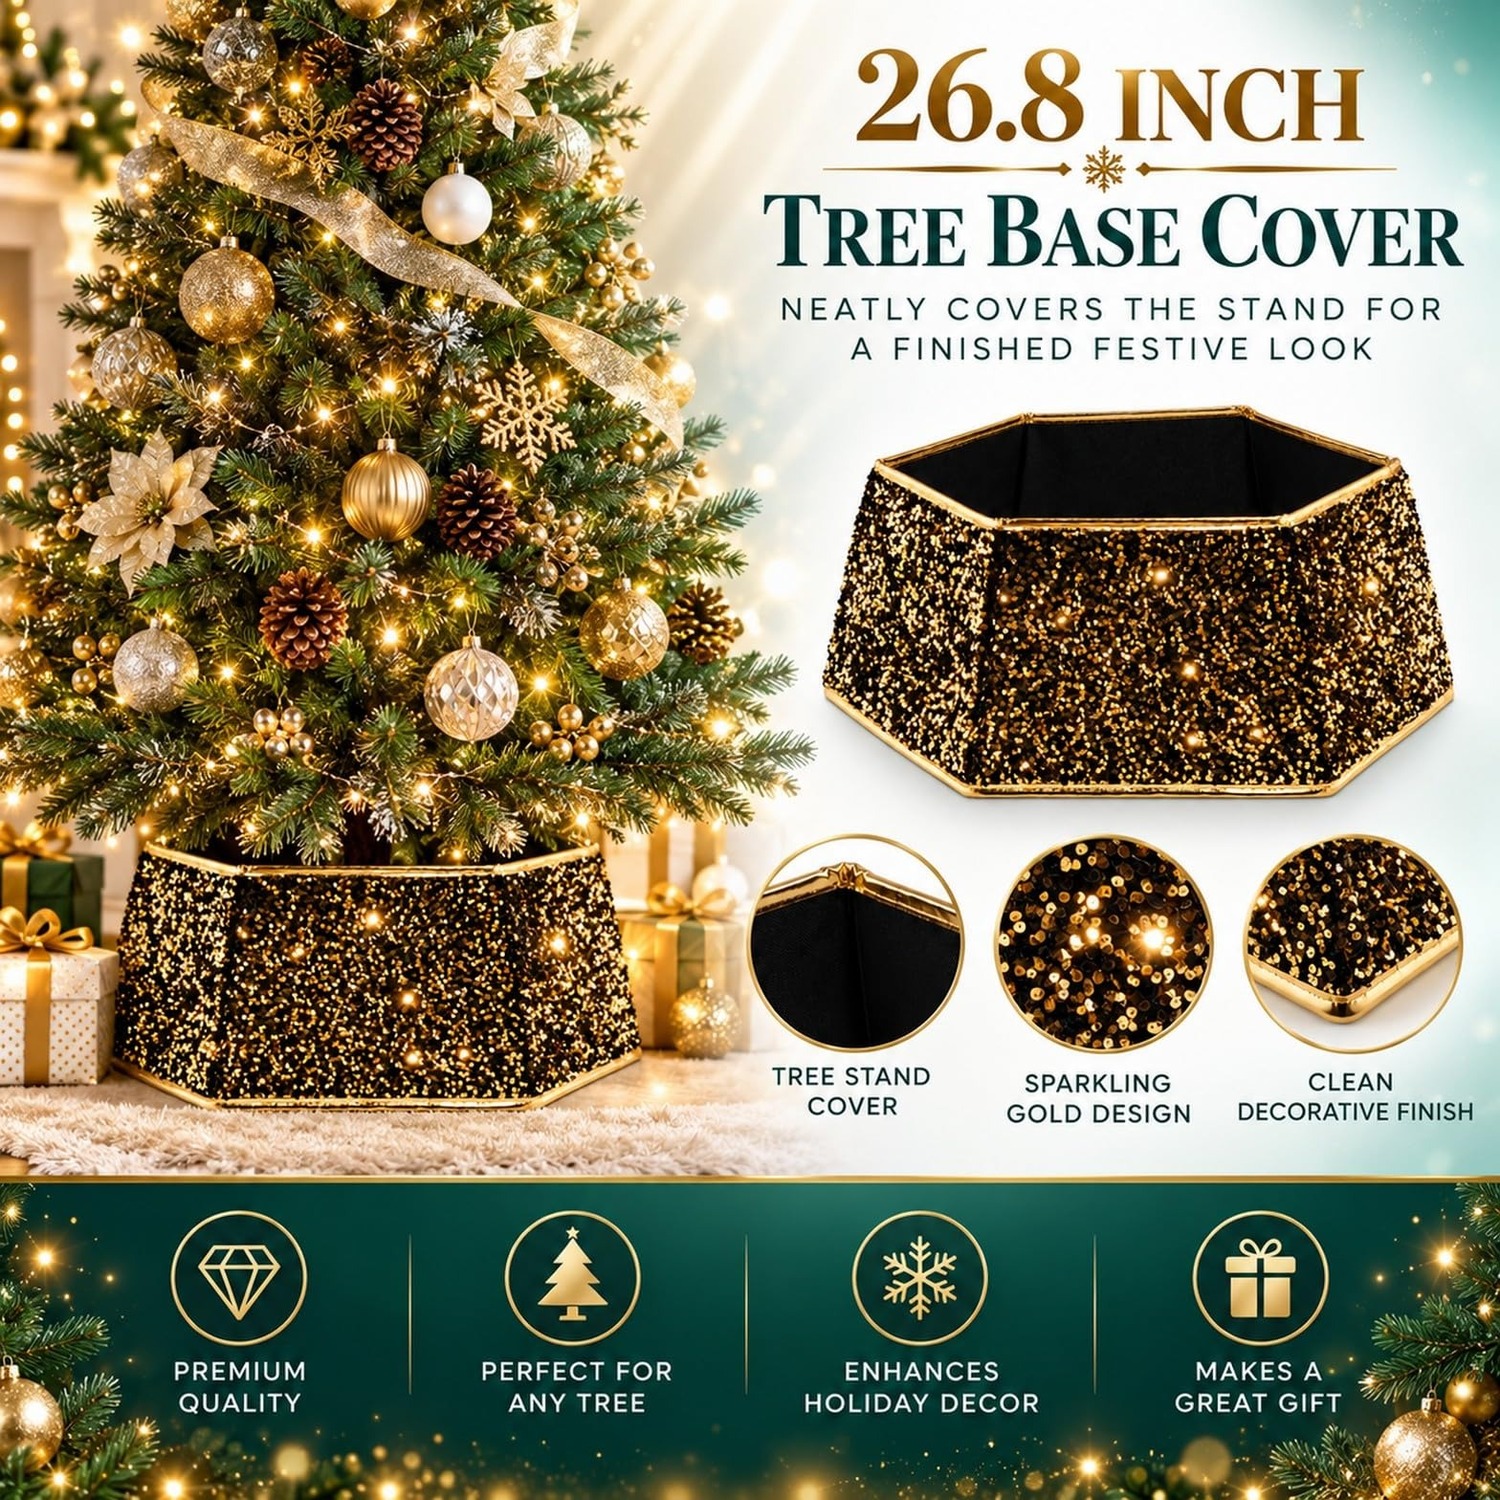 26.8 INCH
TREE BASE COVER
NEATLY COVERS THE STAND FOR
A FINISHED FESTIVE LOOK
TREE STAND
COVER
SPARKLING
GOLD DESIGN
CLEAN
DECORATIVE FINISH
PREMIUM
QUALITY
PERFECT FOR
ANY TREE
ENHANCES
HOLIDAY DECOR
MAKES A
GREAT GIFT